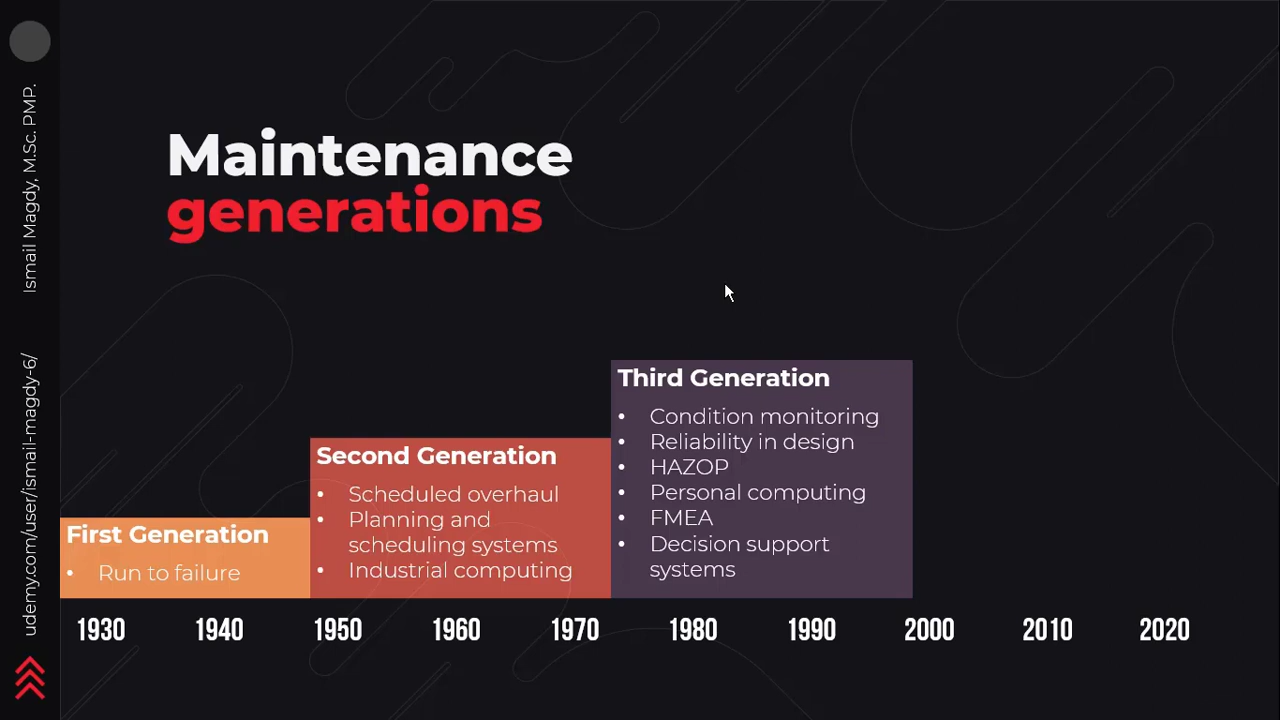 Ismail Magdy, M.Sc. PMP.
udemy.com/user/ismail-magdy-6/
Maintenance
generations
First Generation
• Run to failure
Second Generation
• Scheduled overhaul
• Planning and
scheduling systems
• Industrial computing
Third Generation
• Condition monitoring
• Reliability in design
• HAZOP
• Personal computing
• FMEA
• Decision support
systems
1930 1940 1950 1960 1970 1980 1990 2000 2010 2020